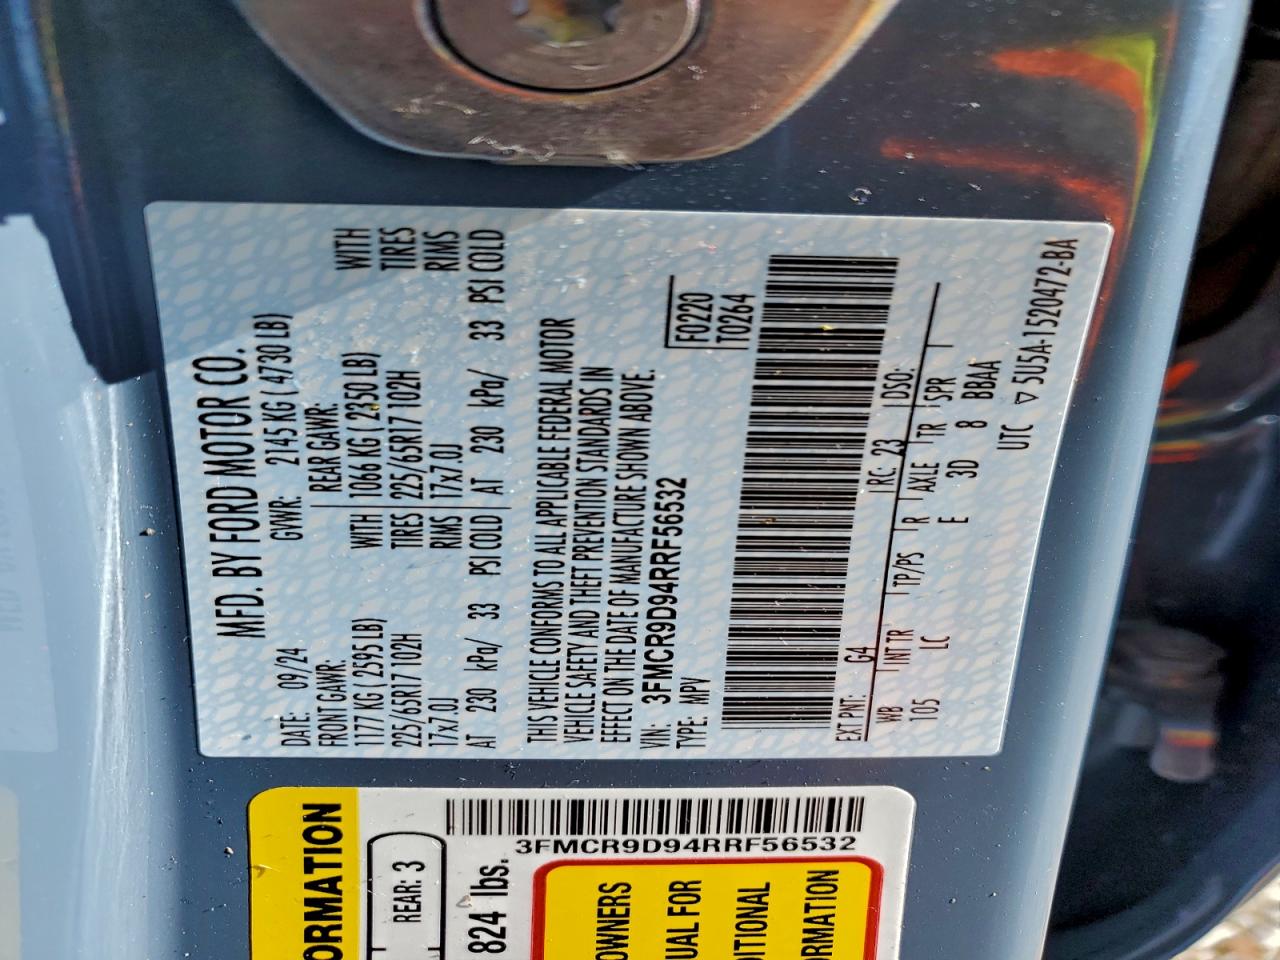 MFD. BY FORD MOTOR CO.
DATE: 09/24 GVWR: 2145 KG ( 4730 LB)
FRONT GAWR: REAR GAWR:
1177 KG ( 2595 LB) WITH 1066 KG ( 2350 LB) WITH
225/65R17 102H TIRES 225/65R17 102H TIRES
17x7.0J RIMS 17x7.0J RIMS
AT 230 kPa/ 33 PSI COLD AT 230 kPa/ 33 PSI COLD
THIS VEHICLE CONFORMS TO ALL APPLICABLE FEDERAL MOTOR
VEHICLE SAFETY AND THEFT PREVENTION STANDARDS IN
EFFECT ON THE DATE OF MANUFACTURE SHOWN ABOVE.
VIN: 3FMCR9D94RRF56532 F0220
TYPE: MPV T0264
EXT PNT: G4 RC: 23 DSO:
WB INT TR TP/PS R AXLE TR SPR
105 LC E 3D 8 BBAA
UTC ▽ 5U5A-1520472-BA
ORMATION
REAR: 3
824 lbs.
3FMCR9D94RRF56532
OWNERS
UAL FOR
DITIONAL
RMATION